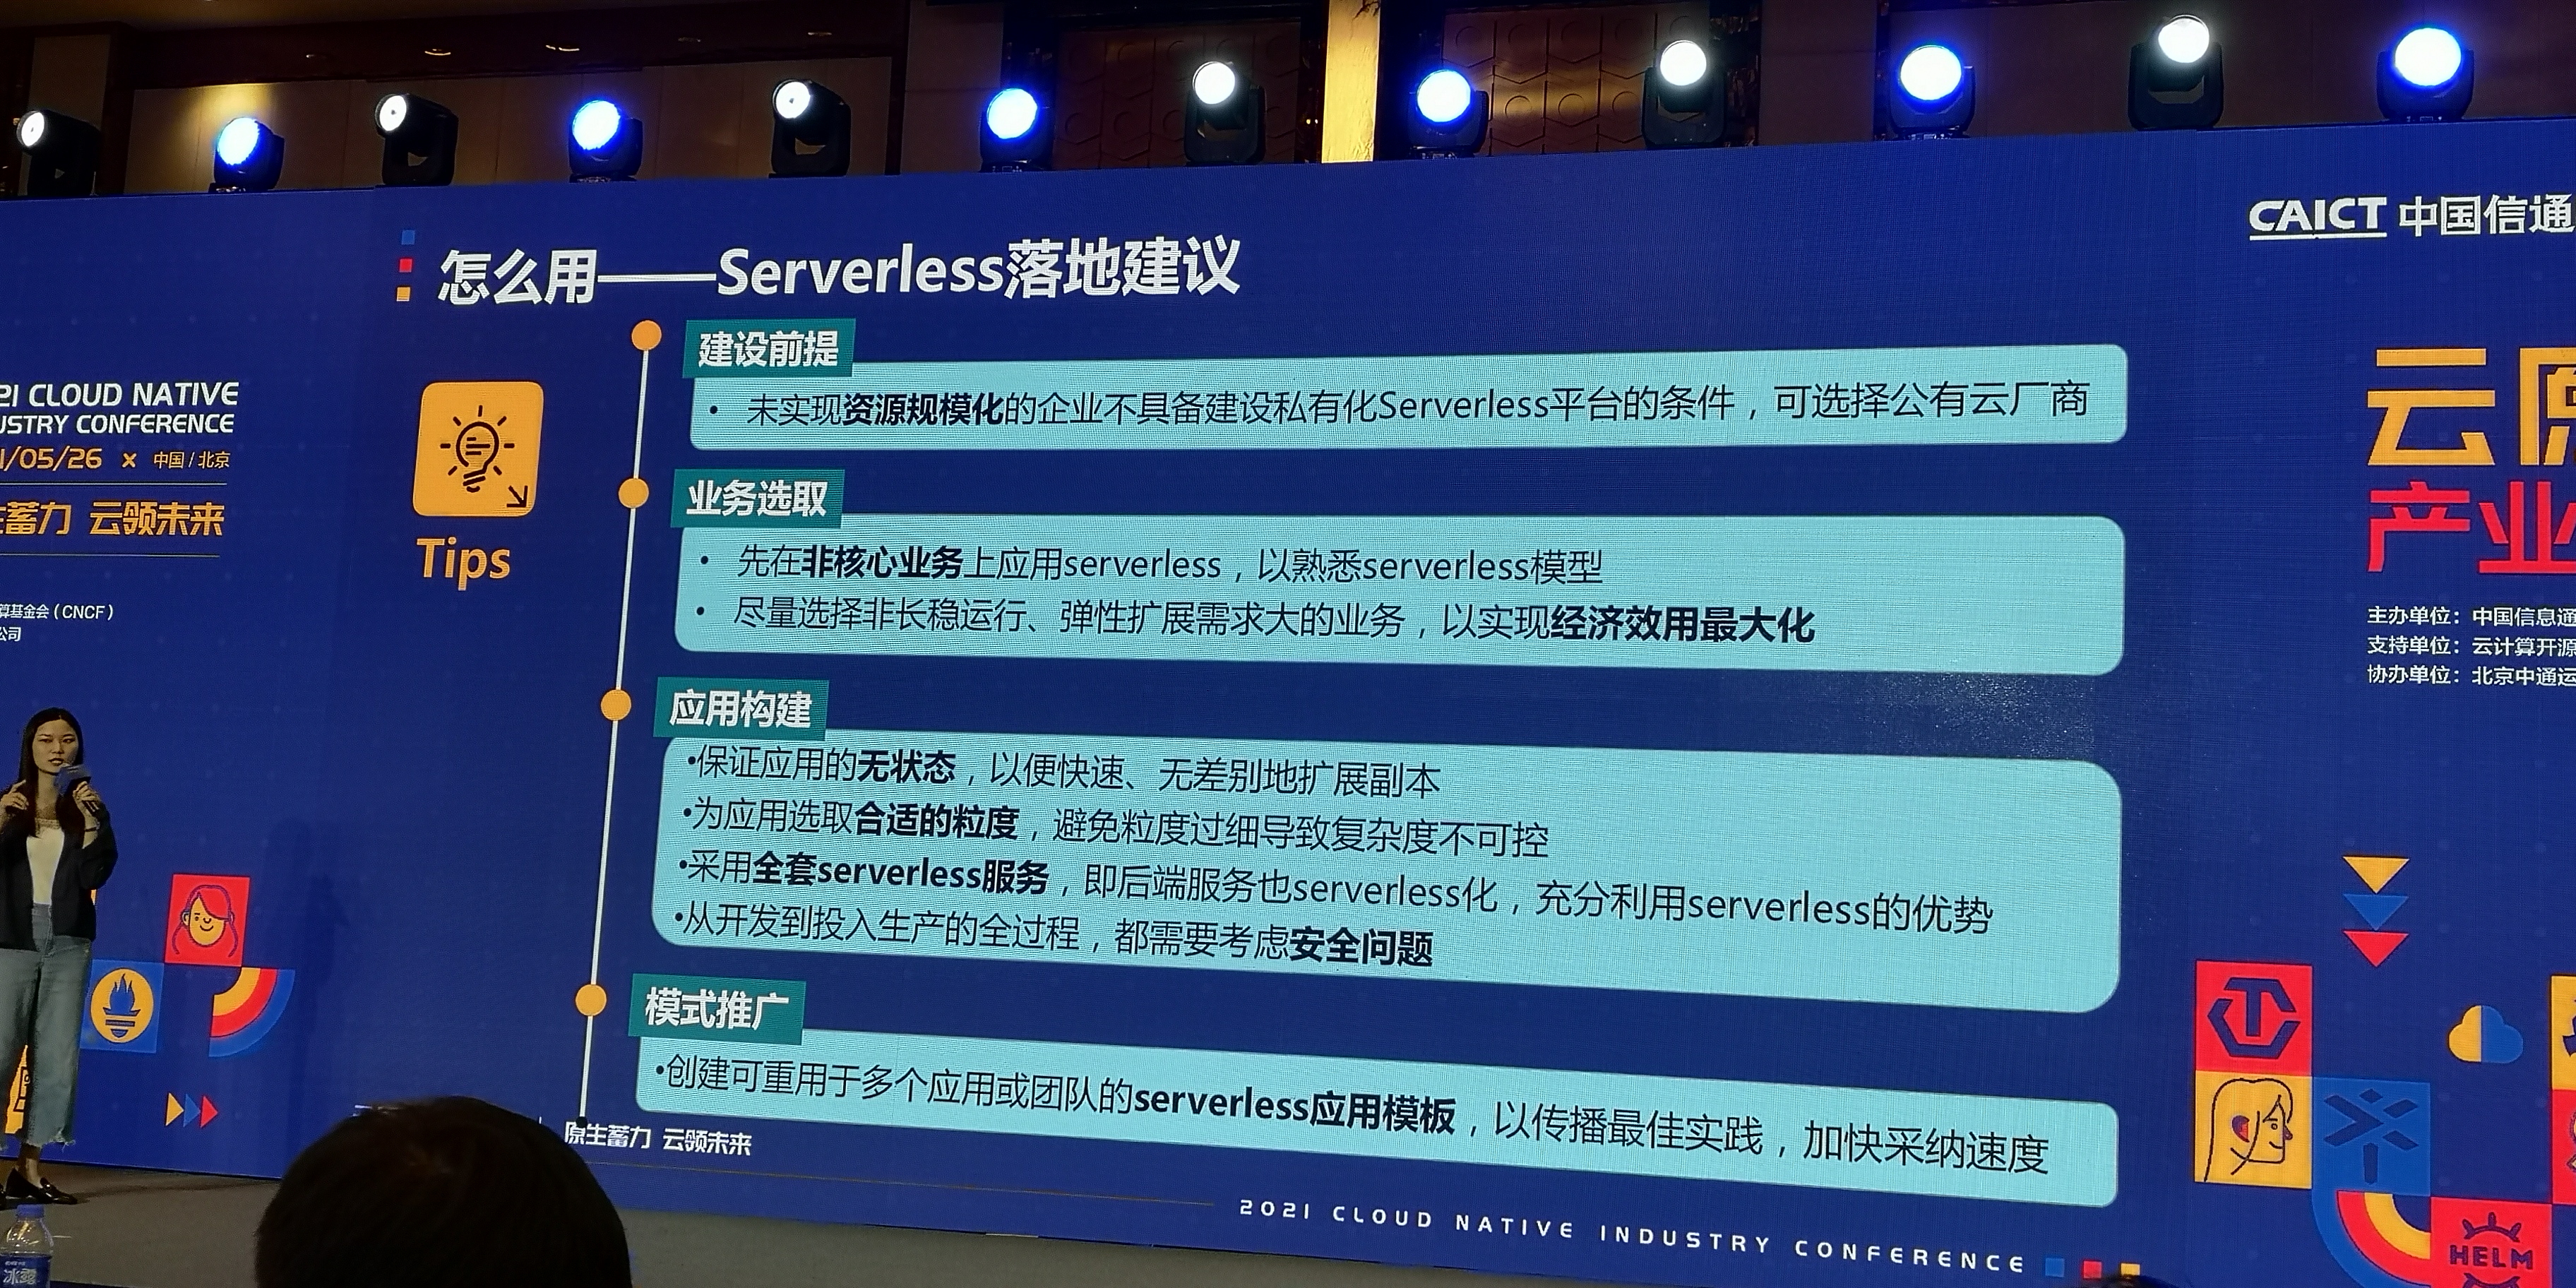 CAICT 中国信通
怎么用——Serverless落地建议
21 CLOUD NATIVE
USTRY CONFERENCE
1/05/26 x 中国/北京
生蓄力 云领未来
算基金会（CNCF）
公司
Tips
建设前提
• 未实现资源规模化的企业不具备建设私有化Serverless平台的条件，可选择公有云厂商
业务选取
• 先在非核心业务上应用serverless，以熟悉serverless模型
• 尽量选择非长稳运行、弹性扩展需求大的业务，以实现经济效用最大化
应用构建
•保证应用的无状态，以便快速、无差别地扩展副本
•为应用选取合适的粒度，避免粒度过细导致复杂度不可控
•采用全套serverless服务，即后端服务也serverless化，充分利用serverless的优势
•从开发到投入生产的全过程，都需要考虑安全问题
模式推广
•创建可重用于多个应用或团队的serverless应用模板，以传播最佳实践，加快采纳速度
原生蓄力 云领未来
2021 CLOUD NATIVE INDUSTRY CONFERENCE
云原
产业
主办单位：中国信息通
支持单位：云计算开源
协办单位：北京中通运
HELM
冰露